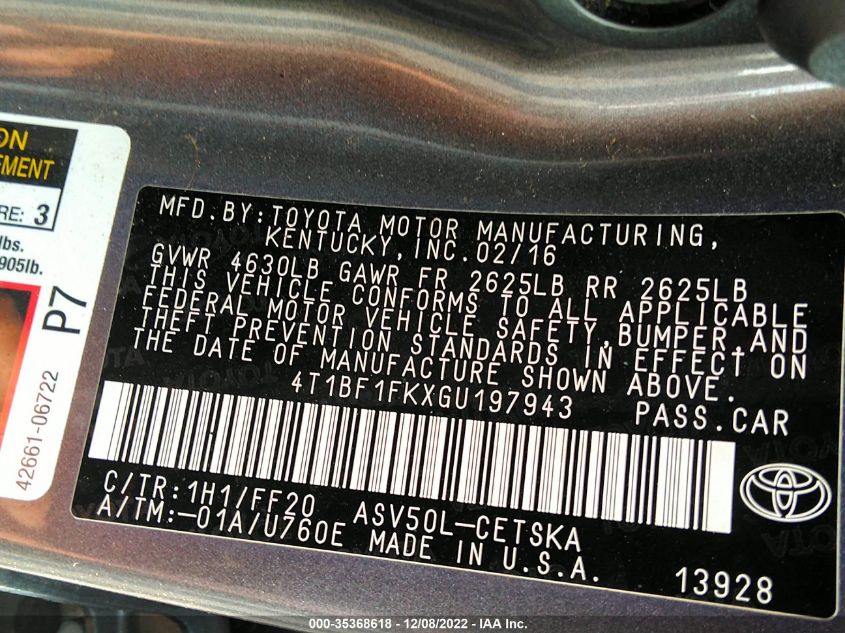 ON
EMENT
RE: 3
lbs.
905lb.
P7
42661-06722
MFD.BY:TOYOTA MOTOR MANUFACTURING,
KENTUCKY,INC.02/16
GVWR 4630LB GAWR FR 2625LB RR 2625LB
THIS VEHICLE CONFORMS TO ALL APPLICABLE
FEDERAL MOTOR VEHICLE SAFETY,BUMPER,AND
THEFT PREVENTION STANDARDS IN EFFECT ON
THE DATE OF MANUFACTURE SHOWN ABOVE.
4T1BF1FKXGU197943 PASS.CAR
C/TR:1H1/FF20 ASV50L-CETSKA
A/TM:-01A/U760E MADE IN U.S.A.
13928
000-35368618 - 12/08/2022 - IAA Inc.